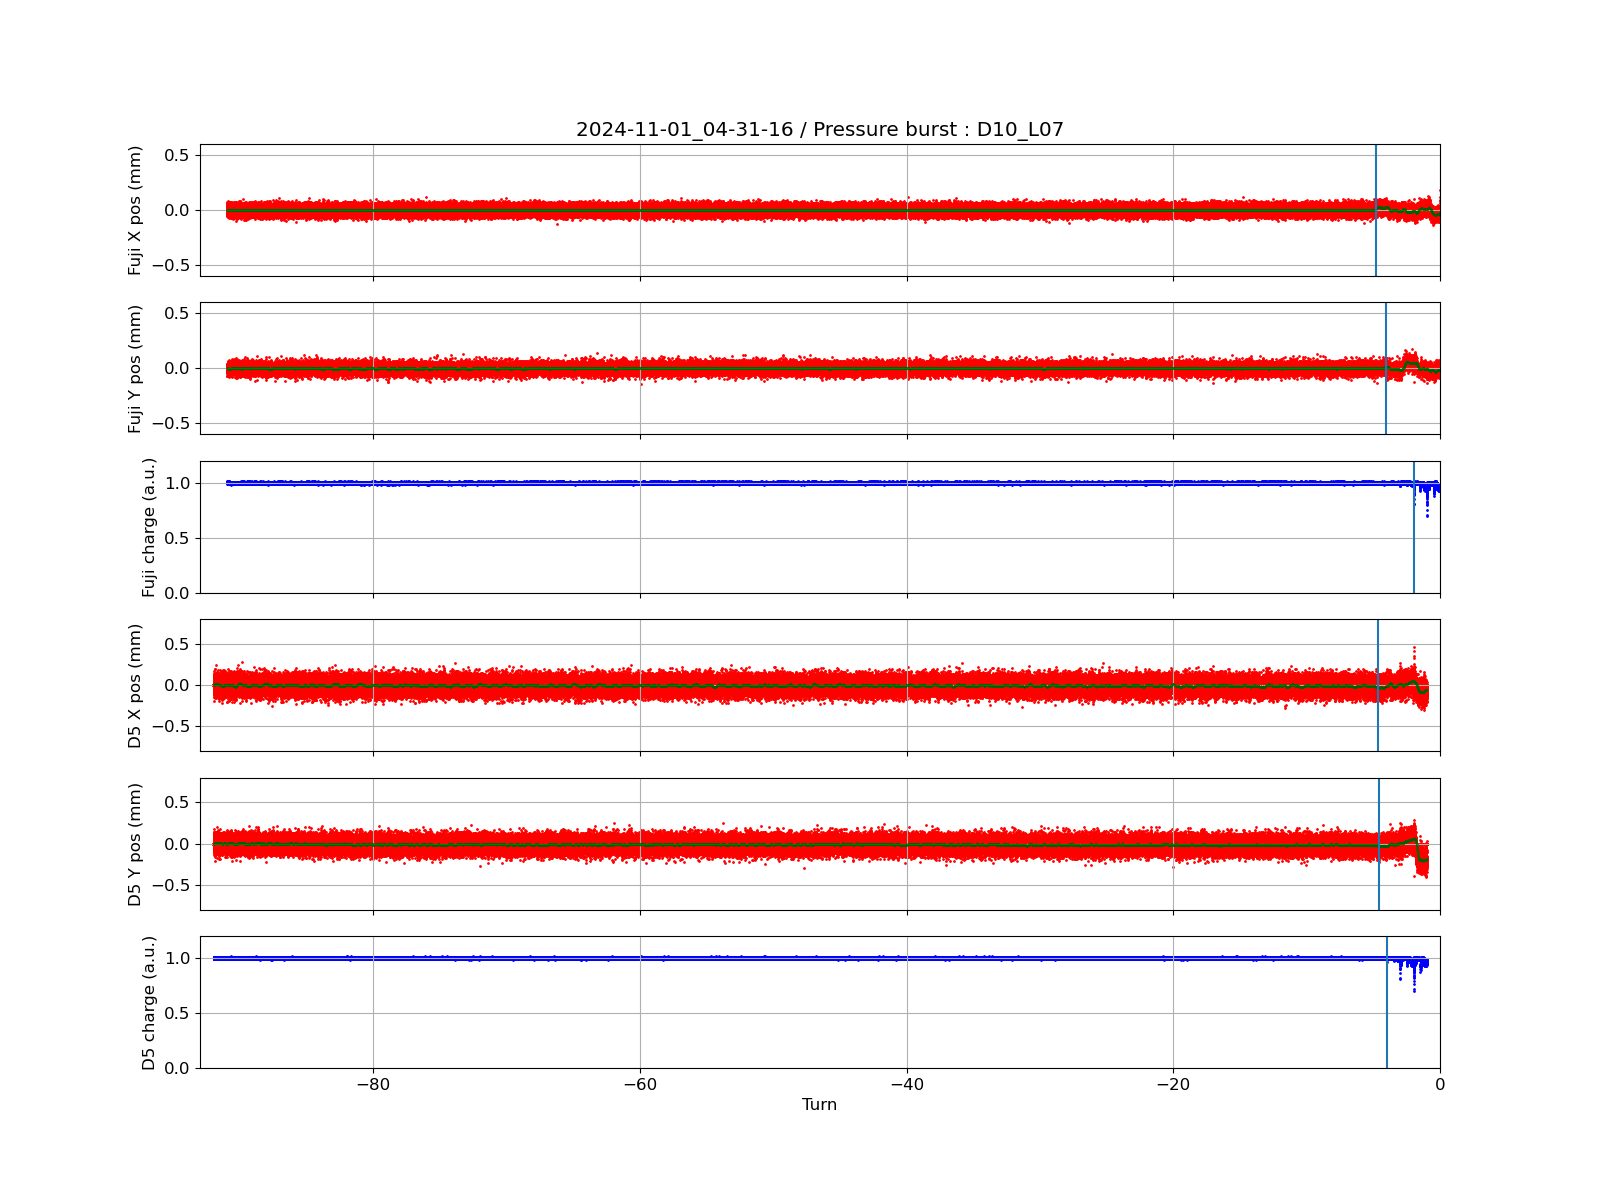 2024-11-01_04-31-16 / Pressure burst : D10_L07
Fuji X pos (mm)
0.5
0.0
−0.5
Fuji Y pos (mm)
0.5
0.0
−0.5
Fuji charge (a.u.)
1.0
0.5
0.0
D5 X pos (mm)
0.5
0.0
−0.5
D5 Y pos (mm)
0.5
0.0
−0.5
D5 charge (a.u.)
1.0
0.5
0.0
−80 −60 −40 −20 0
Turn